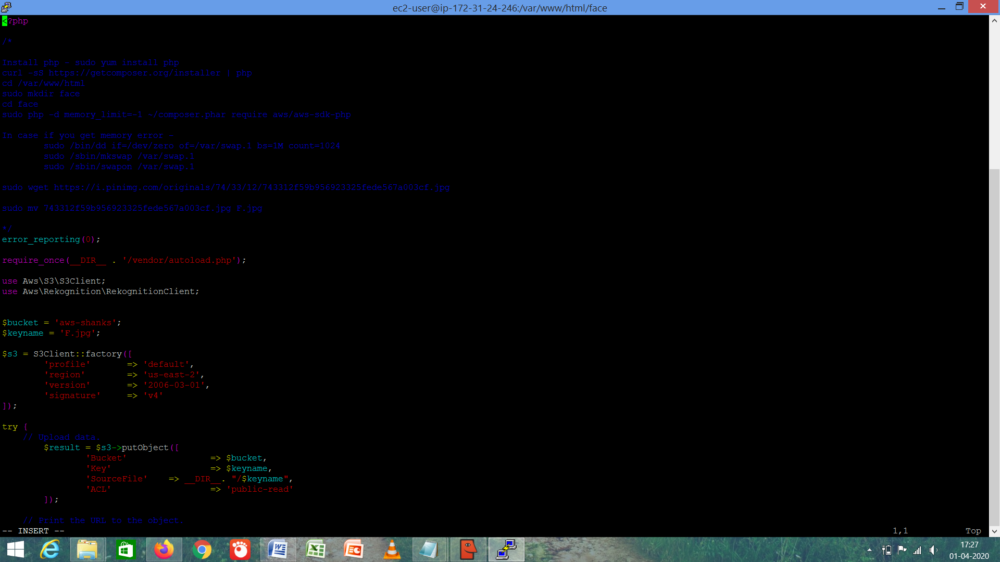 ec2-user@ip-172-31-24-246:/var/www/html/face
<?php
/*
Install php - sudo yum install php
curl -sS https://getcomposer.org/installer | php
cd /var/www/html
sudo mkdir face
cd face
sudo php -d memory_limit=-1 ~/composer.phar require aws/aws-sdk-php
In case if you get memory error -
sudo /bin/dd if=/dev/zero of=/var/swap.1 bs=1M count=1024
sudo /sbin/mkswap /var/swap.1
sudo /sbin/swapon /var/swap.1
sudo wget https://i.pinimg.com/originals/74/33/12/743312f59b956923325fede567a003cf.jpg
sudo mv 743312f59b956923325fede567a003cf.jpg F.jpg
*/
error_reporting(0);
require_once(__DIR__ . '/vendor/autoload.php');
use Aws\S3\S3Client;
use Aws\Rekognition\RekognitionClient;
$bucket = 'aws-shanks';
$keyname = 'F.jpg';
$s3 = S3Client::factory([
'profile' => 'default',
'region' => 'us-east-2',
'version' => '2006-03-01',
'signature' => 'v4'
]);
try {
// Upload data.
$result = $s3->putObject([
'Bucket' => $bucket,
'Key' => $keyname,
'SourceFile' => __DIR__. "/$keyname",
'ACL' => 'public-read'
]);
// Print the URL to the object.
-- INSERT -- 1,1 Top
17:27
01-04-2020